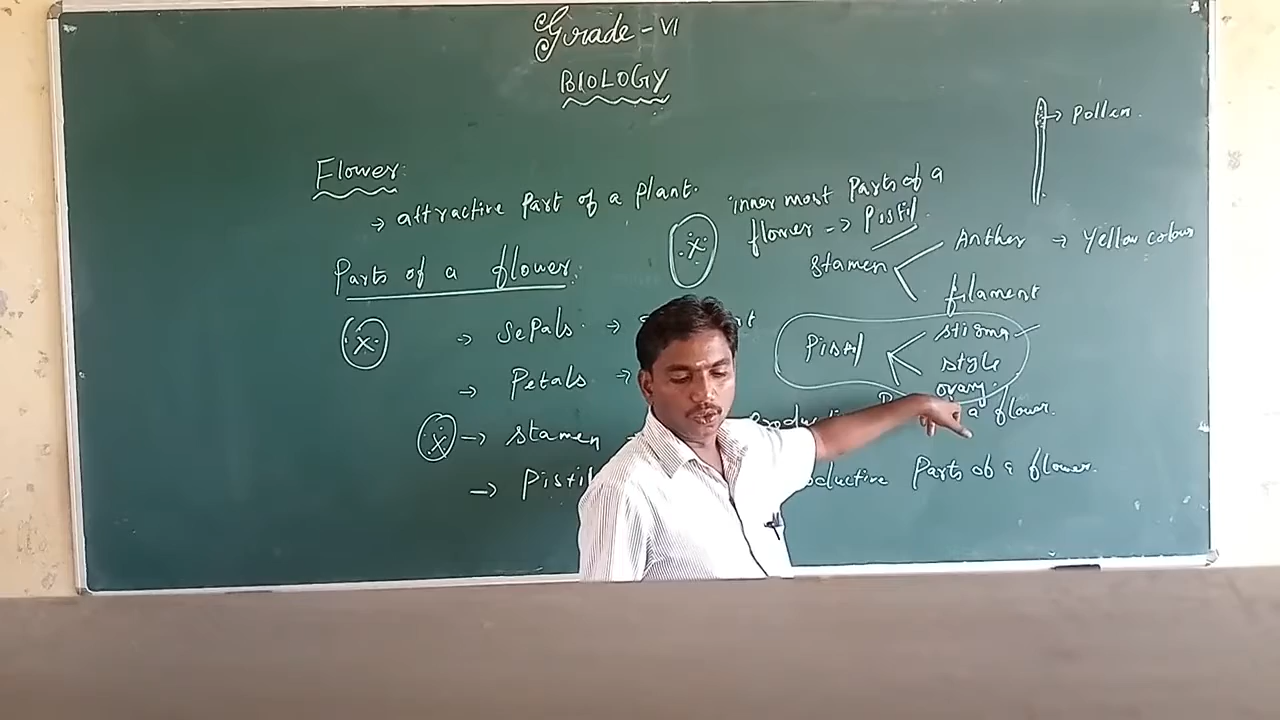 Grade - VI
BIOLOGY
→ Pollen.
Flower:
→ attractive Part of a Plant.
Parts of a flower:
(x) → Sepals. →
→ Petals. →
(x) → Stamen →
→ Pistil
(x)
inner most Parts of a
flower → Pistil.
Stamen
Anther → Yellow colour
filament
Pistil
stigma
style
ovary.
a flower.
Parts of a flower.